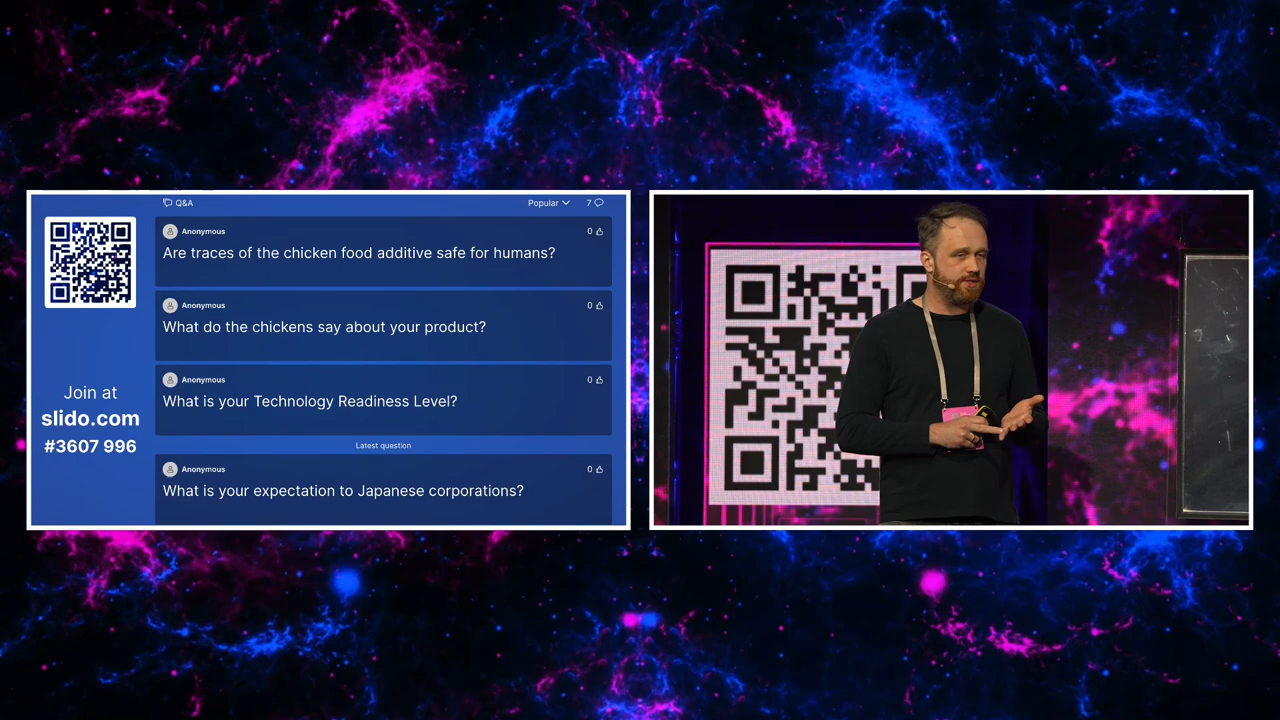 Q&A
Popular
7
Anonymous
0
Are traces of the chicken food additive safe for humans?
Anonymous
0
What do the chickens say about your product?
Anonymous
0
What is your Technology Readiness Level?
Latest question
Anonymous
0
What is your expectation to Japanese corporations?
Join at
slido.com
#3607 996